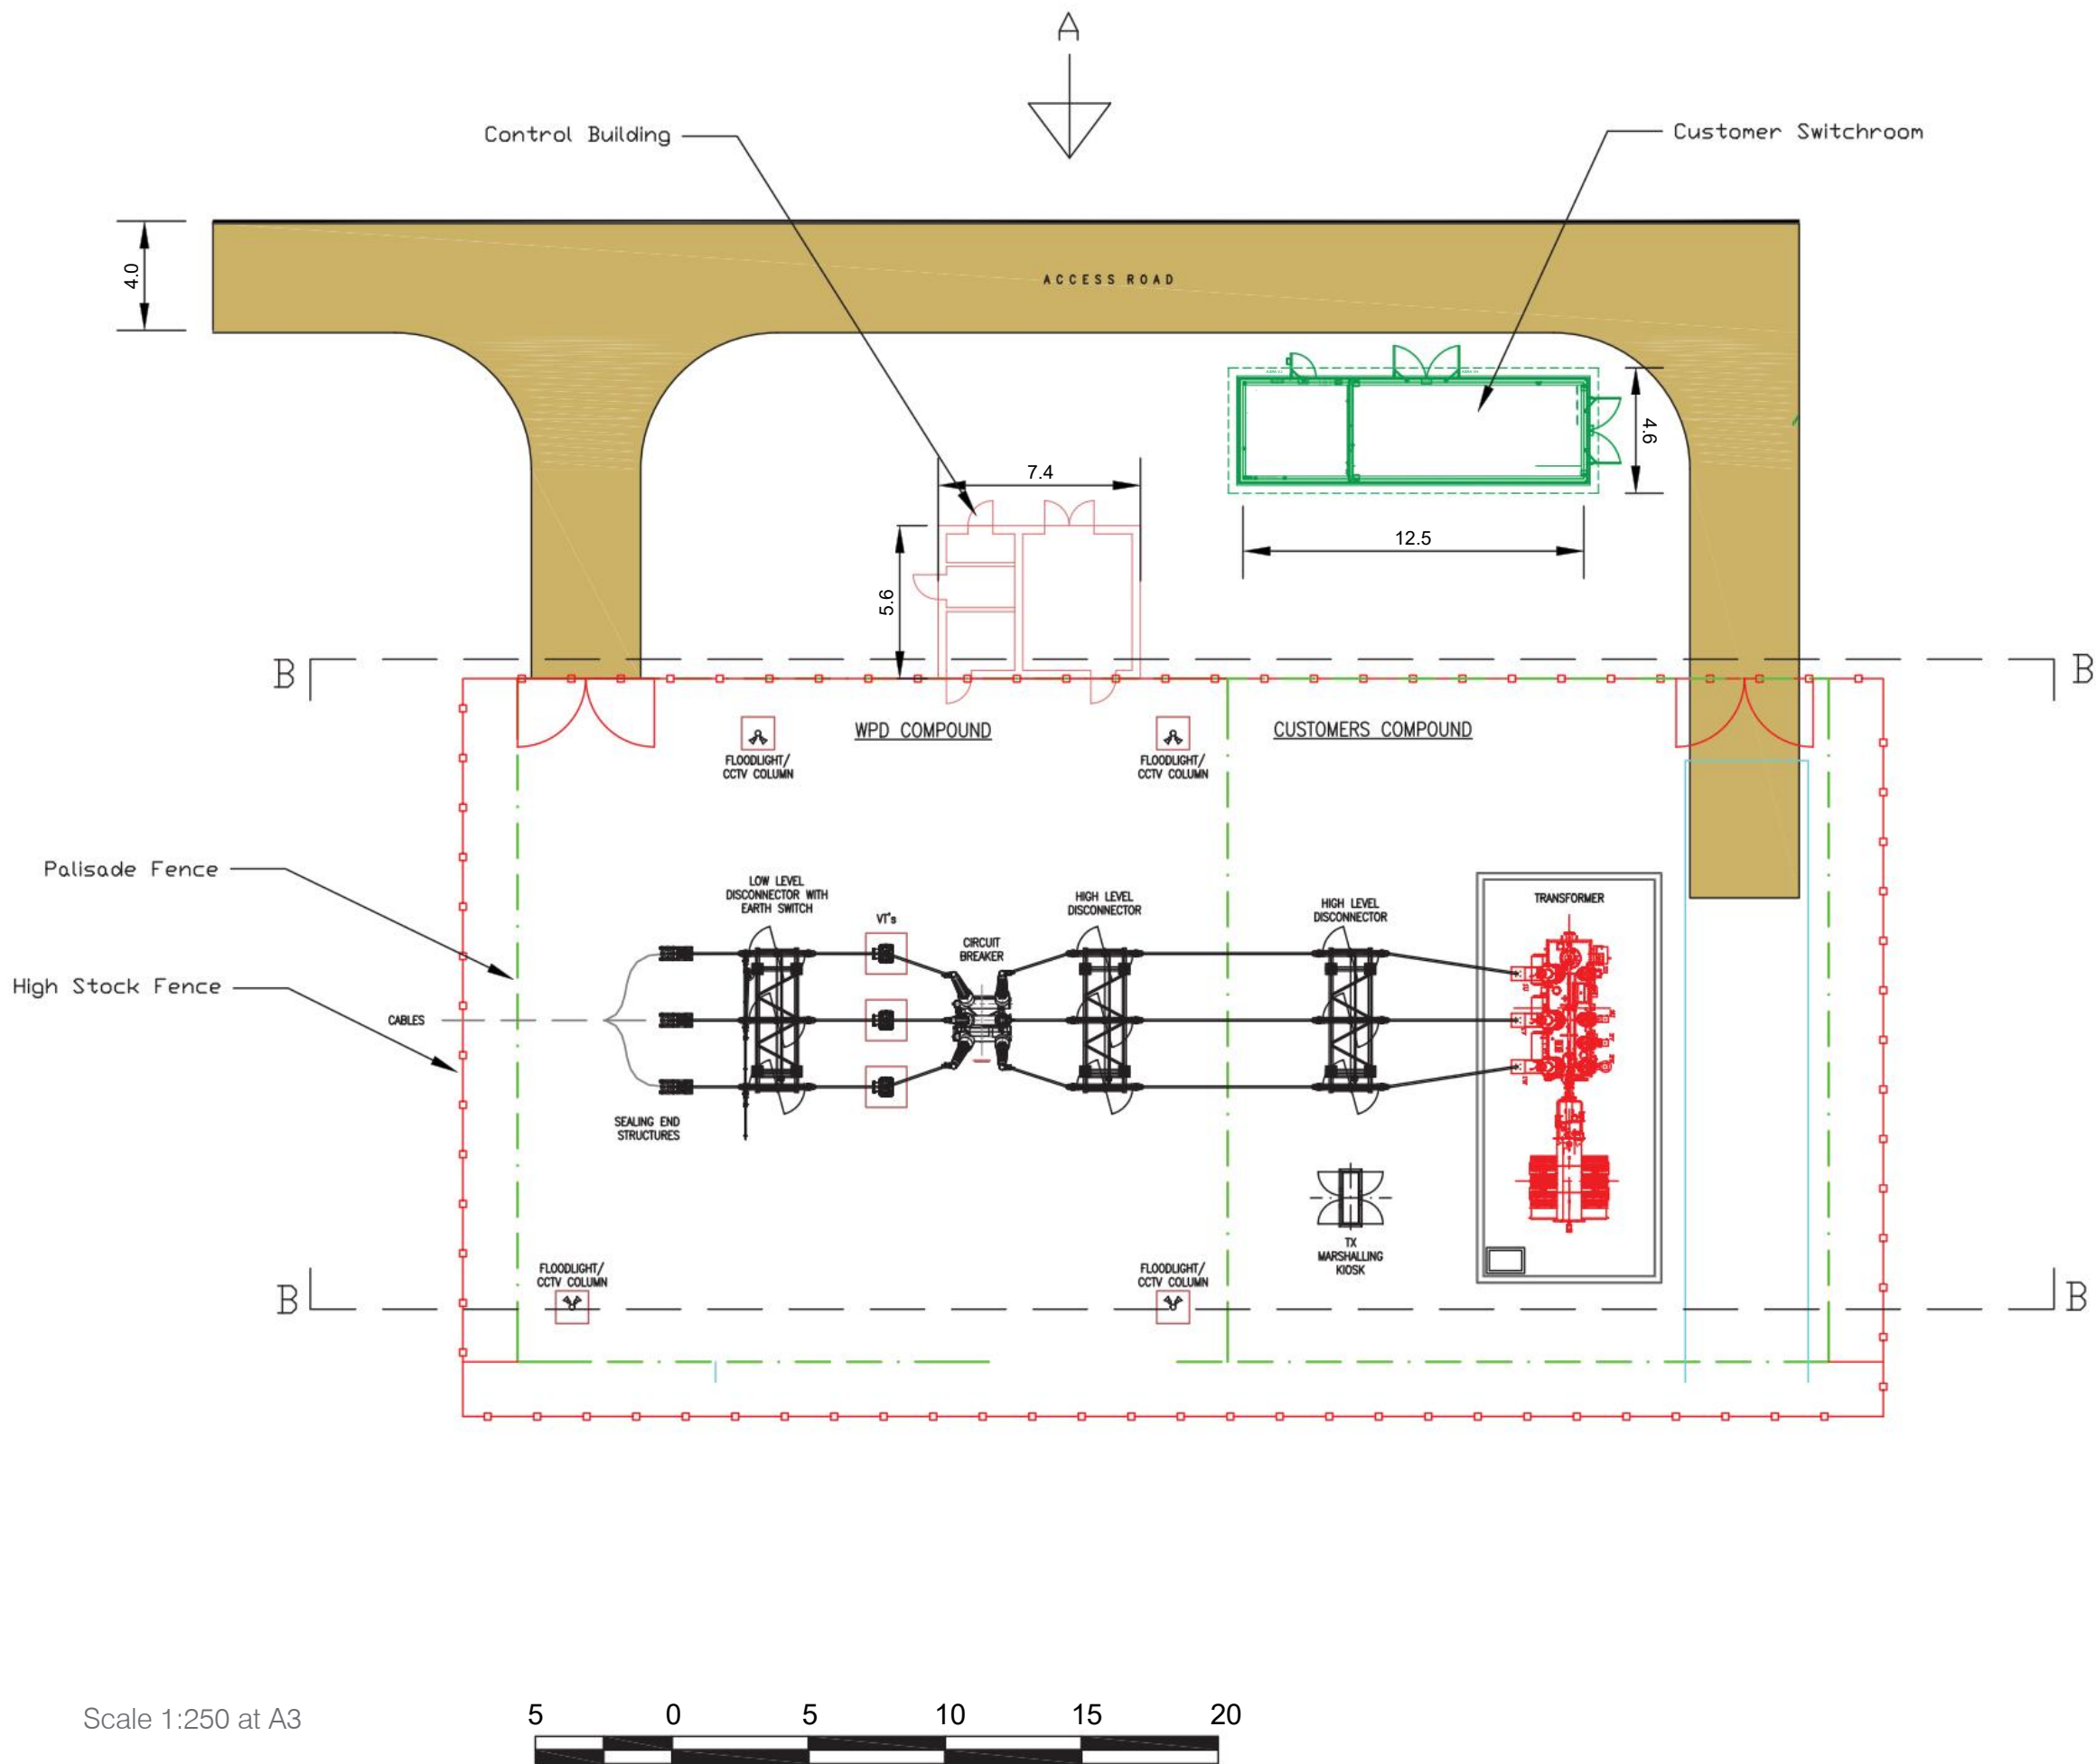 A
Control Building
Customer Switchroom
4.0
ACCESS ROAD
4.6
7.4
12.5
5.6
B
B
WPD COMPOUND
CUSTOMERS COMPOUND
FLOODLIGHT/
CCTV COLUMN
FLOODLIGHT/
CCTV COLUMN
Palisade Fence
LOW LEVEL
DISCONNECTOR WITH
EARTH SWITCH
VT's
HIGH LEVEL
DISCONNECTOR
HIGH LEVEL
DISCONNECTOR
TRANSFORMER
CIRCUIT
BREAKER
High Stock Fence
CABLES
SEALING END
STRUCTURES
TX
MARSHALLING
KIOSK
FLOODLIGHT/
CCTV COLUMN
FLOODLIGHT/
CCTV COLUMN
B
B
Scale 1:250 at A3
5 0 5 10 15 20